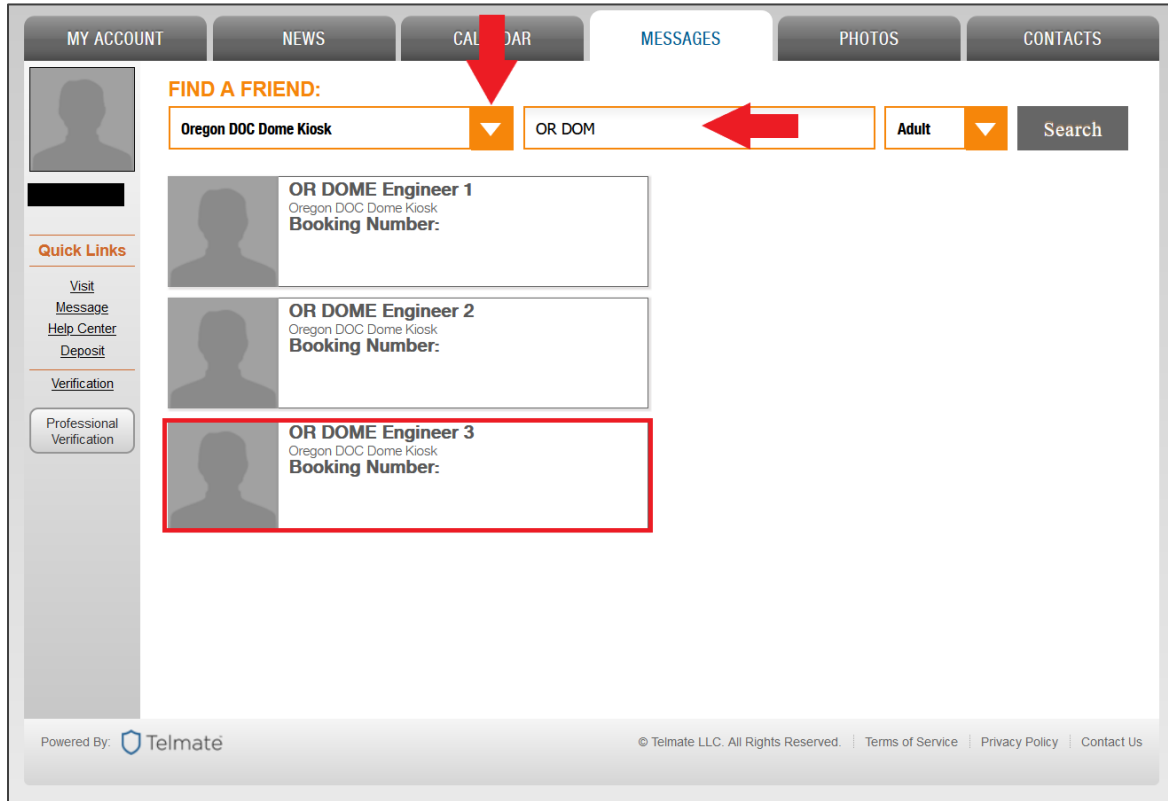 MY ACCOUNT NEWS CALENDAR MESSAGES PHOTOS CONTACTS
FIND A FRIEND:
Oregon DOC Dome Kiosk OR DOM Adult Search
OR DOME Engineer 1
Oregon DOC Dome Kiosk
Booking Number:
OR DOME Engineer 2
Oregon DOC Dome Kiosk
Booking Number:
OR DOME Engineer 3
Oregon DOC Dome Kiosk
Booking Number:
Quick Links
Visit
Message
Help Center
Deposit
Verification
Professional
Verification
Powered By: Telmate © Telmate LLC. All Rights Reserved. Terms of Service Privacy Policy Contact Us